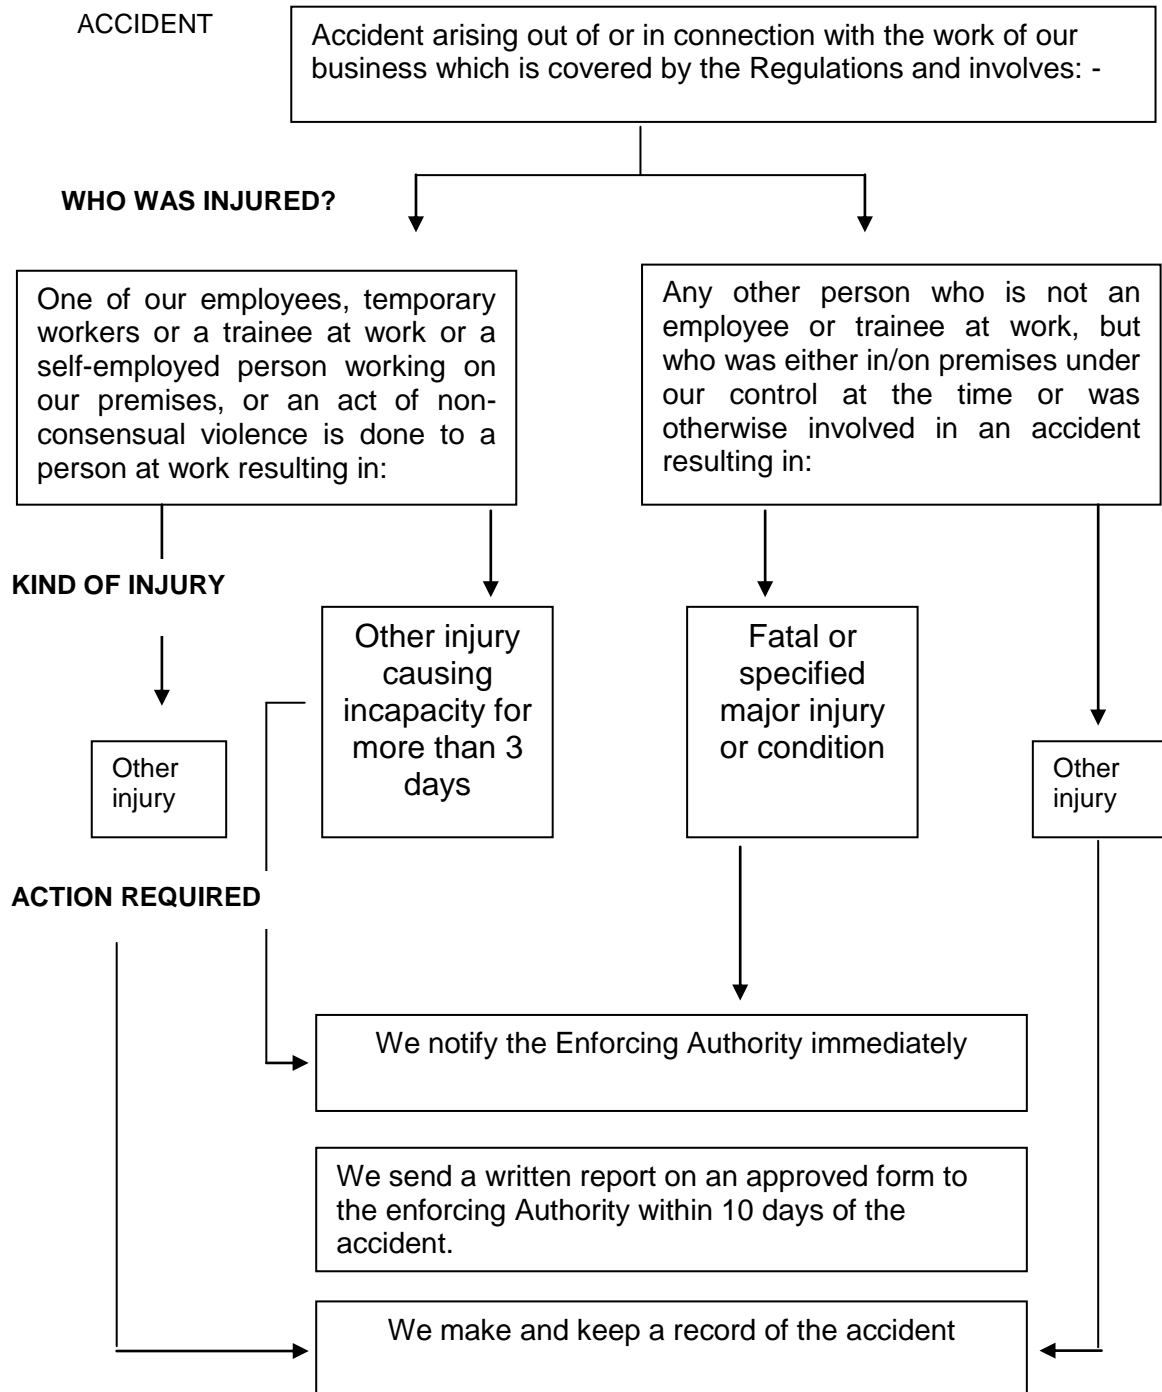 ACCIDENT
Accident arising out of or in connection with the work of our
business which is covered by the Regulations and involves: -
WHO WAS INJURED?
One of our employees, temporary
workers or a trainee at work or a
self-employed person working on
our premises, or an act of non-
consensual violence is done to a
person at work resulting in:
Any other person who is not an
employee or trainee at work, but
who was either in/on premises under
our control at the time or was
otherwise involved in an accident
resulting in:
KIND OF INJURY
Other injury
causing
incapacity for
more than 3
days
Fatal or
specified
major injury
or condition
Other
injury
Other
injury
ACTION REQUIRED
We notify the Enforcing Authority immediately
We send a written report on an approved form to
the enforcing Authority within 10 days of the
accident.
We make and keep a record of the accident